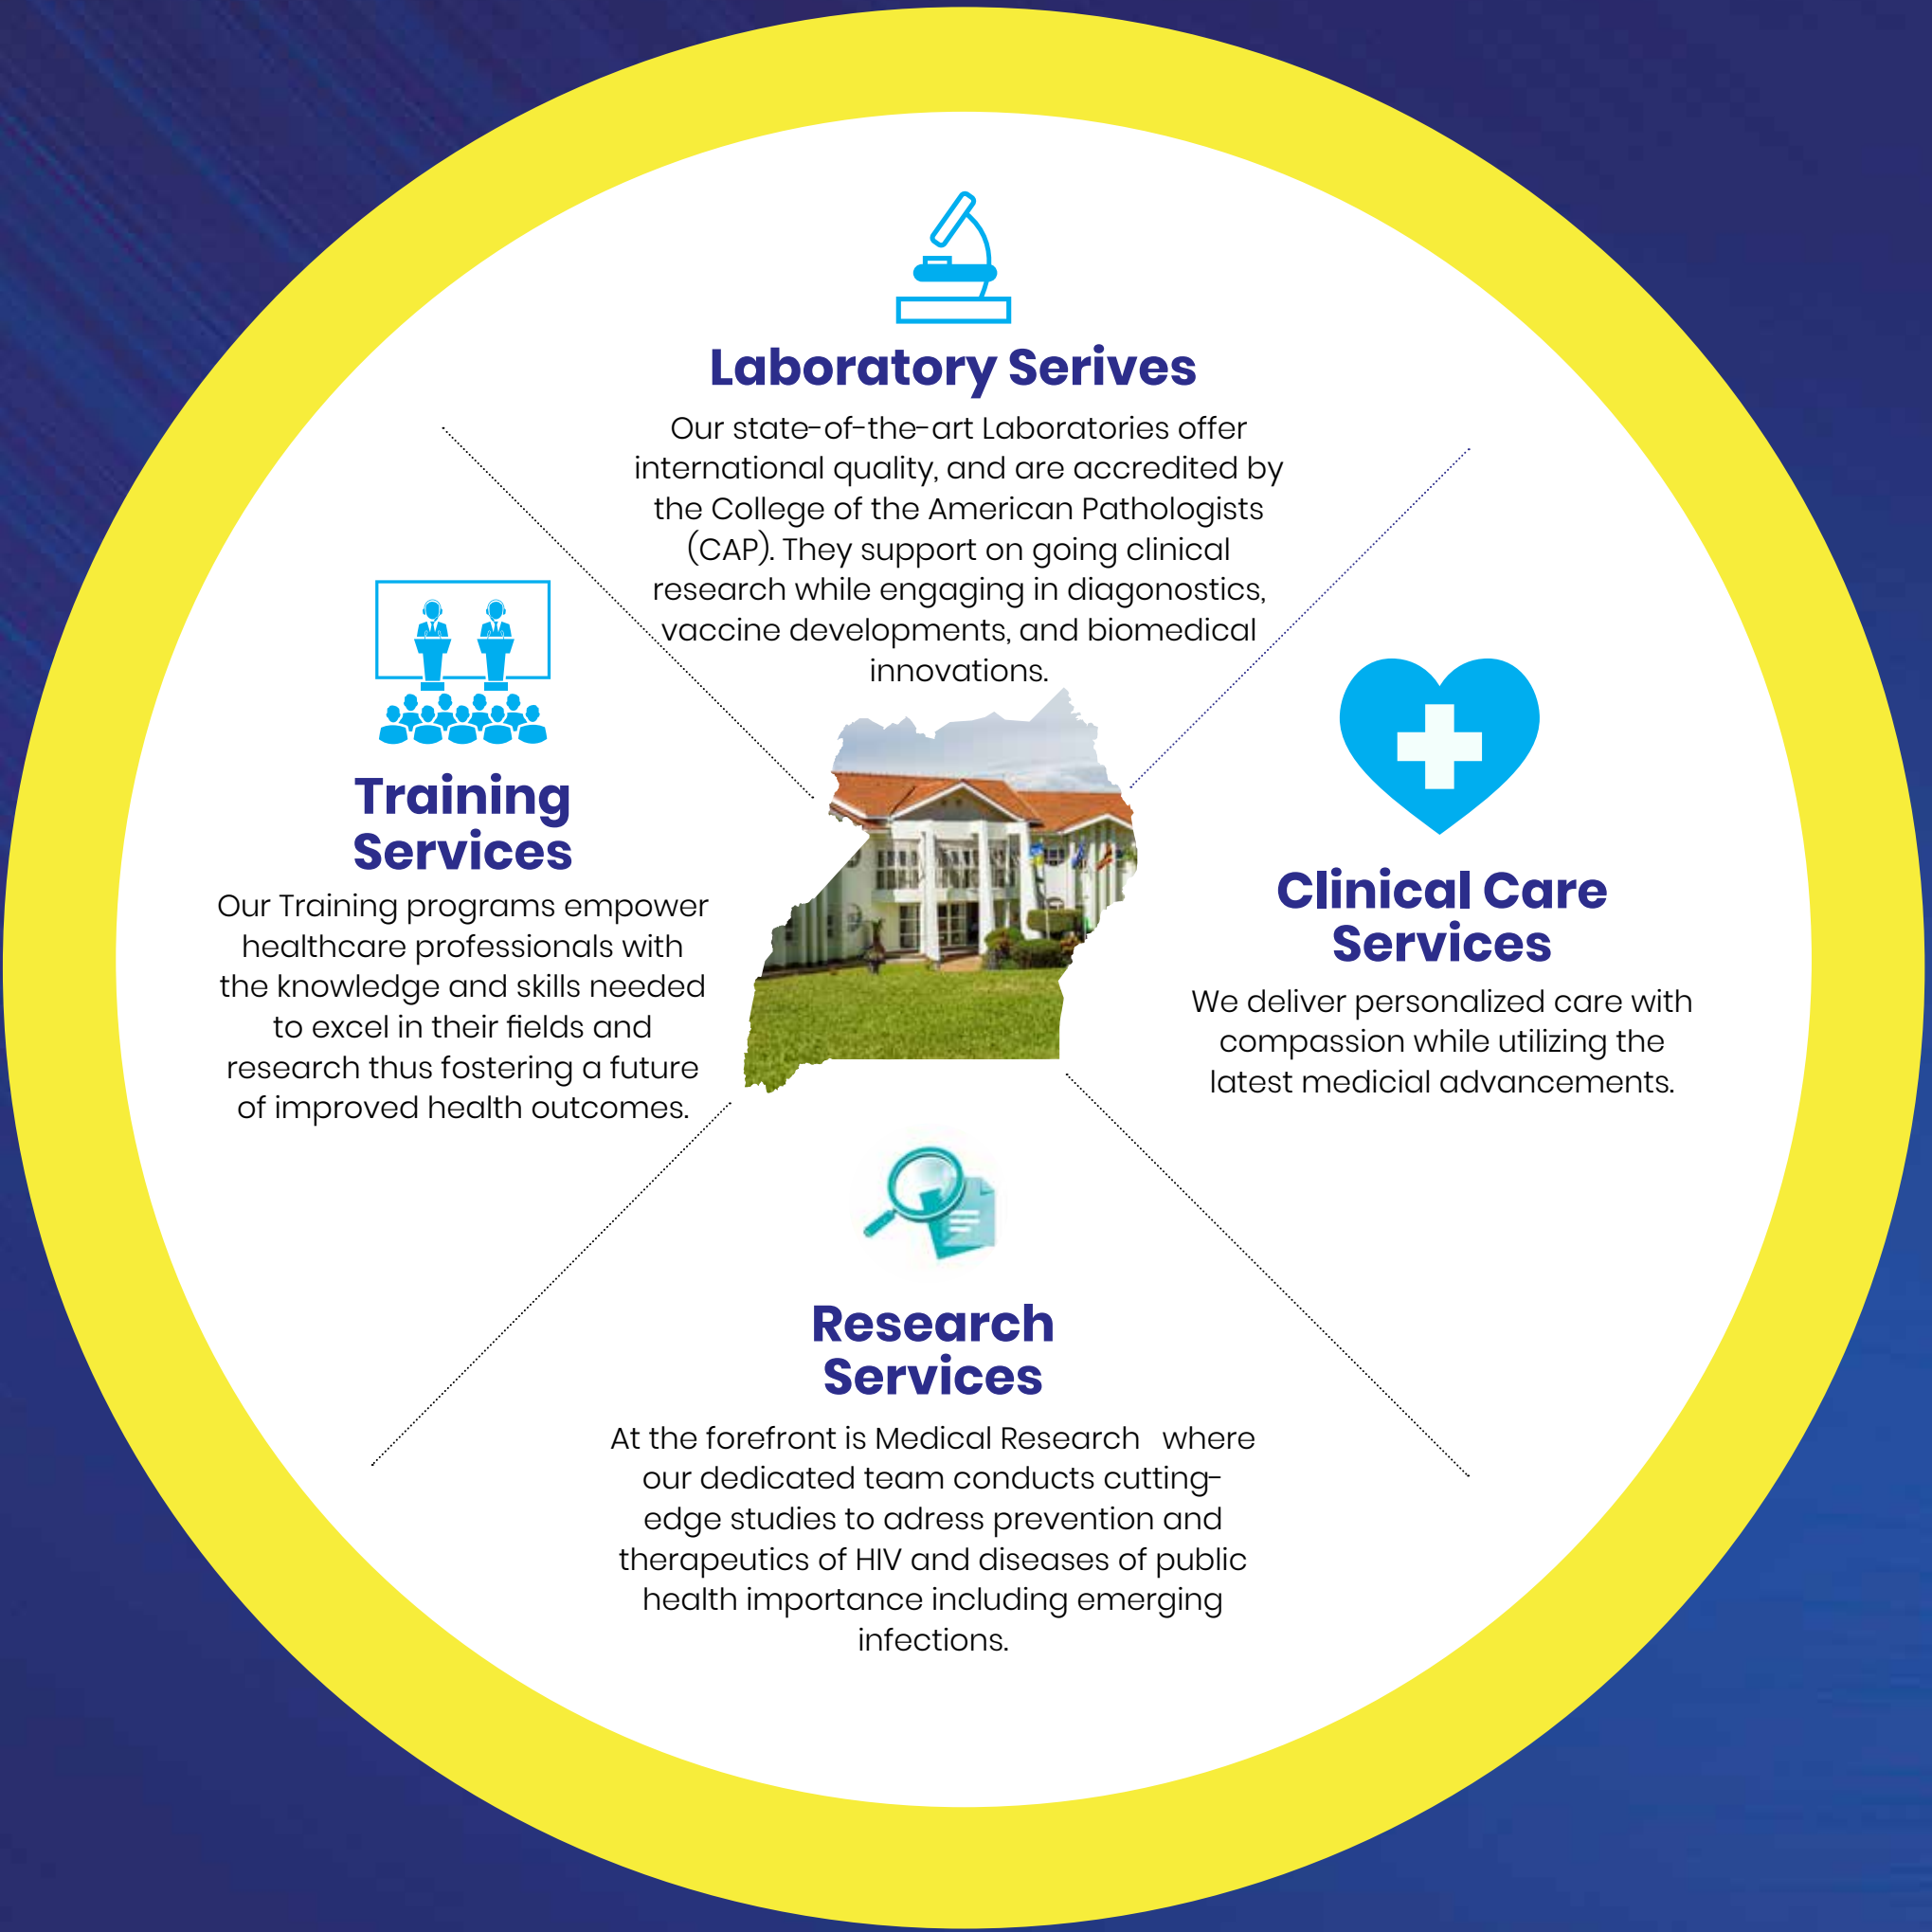 Laboratory Serives
Our state-of-the-art Laboratories offer
international quality, and are accredited by
the College of the American Pathologists
(CAP). They support on going clinical
research while engaging in diagonostics,
vaccine developments, and biomedical
innovations.
Training
Services
Our Training programs empower
healthcare professionals with
the knowledge and skills needed
to excel in their fields and
research thus fostering a future
of improved health outcomes.
Clinical Care
Services
We deliver personalized care with
compassion while utilizing the
latest medicial advancements.
Research
Services
At the forefront is Medical Research where
our dedicated team conducts cutting-
edge studies to adress prevention and
therapeutics of HIV and diseases of public
health importance including emerging
infections.